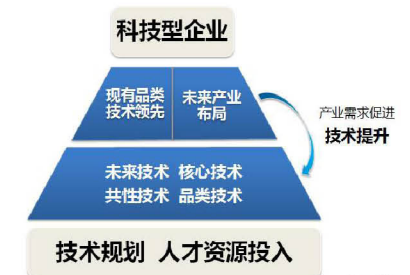 科技型企业
现有品类 未来产业
技术领先 布局
产业需求促进
技术提升
未来技术 核心技术
共性技术 品类技术
技术规划 人才资源投入